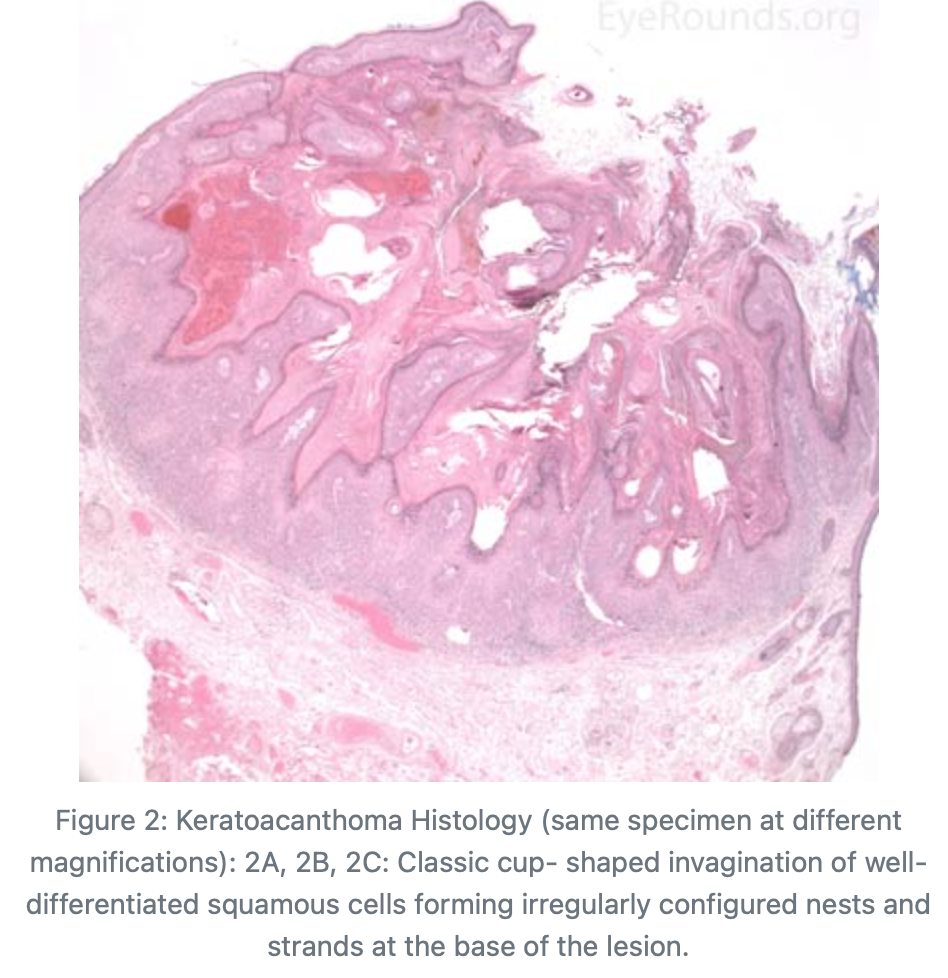 EyeRounds.org
Figure 2: Keratoacanthoma Histology (same specimen at different
magnifications): 2A, 2B, 2C: Classic cup- shaped invagination of well-
differentiated squamous cells forming irregularly configured nests and
strands at the base of the lesion.